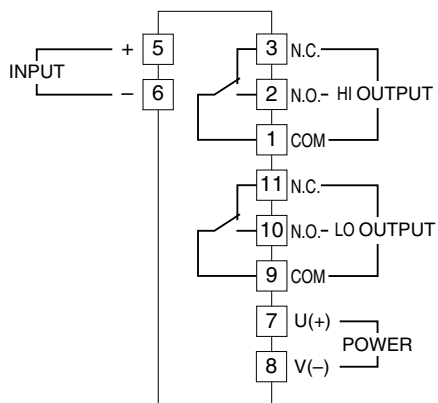 INPUT
+ 5
– 6
3 N.C.
2 N.O. HI OUTPUT
1 COM
11 N.C.
10 N.O. LO OUTPUT
9 COM
7 U(+)
POWER
8 V(–)